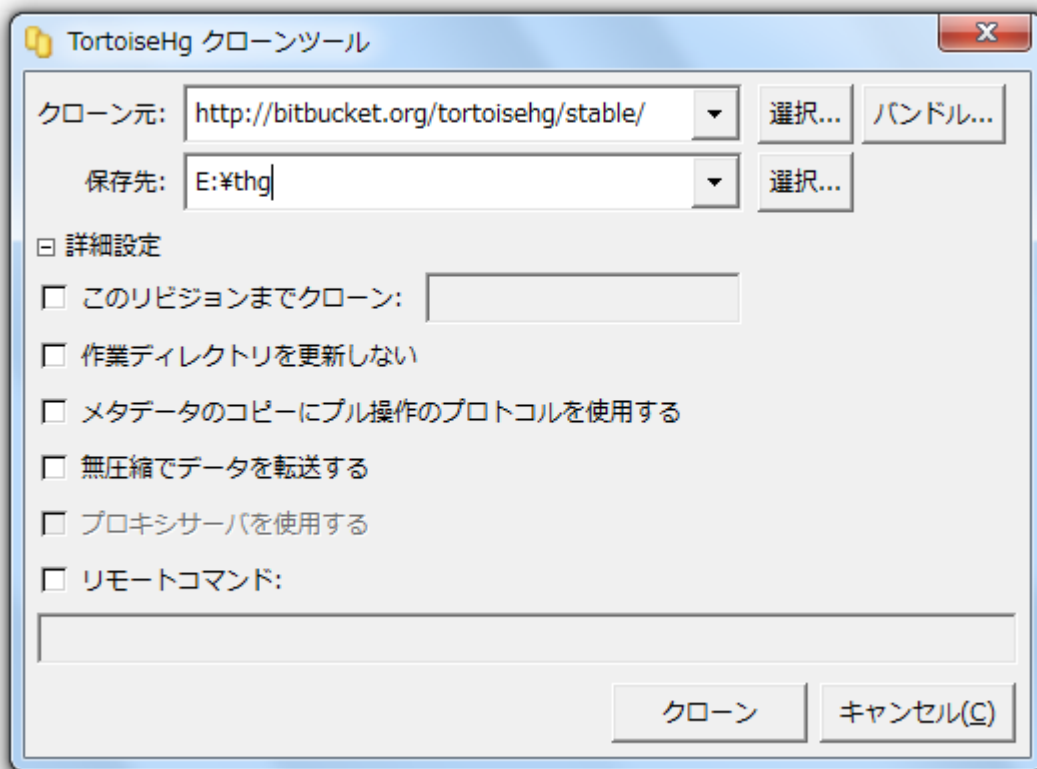 TortoiseHg クローンツール
クローン元: http://bitbucket.org/tortoisehg/stable/ 選択... バンドル...
保存先: E:¥thg 選択...
詳細設定
このリビジョンまでクローン:
作業ディレクトリを更新しない
メタデータのコピーにプル操作のプロトコルを使用する
無圧縮でデータを転送する
プロキシサーバを使用する
リモートコマンド:
クローン キャンセル(C)